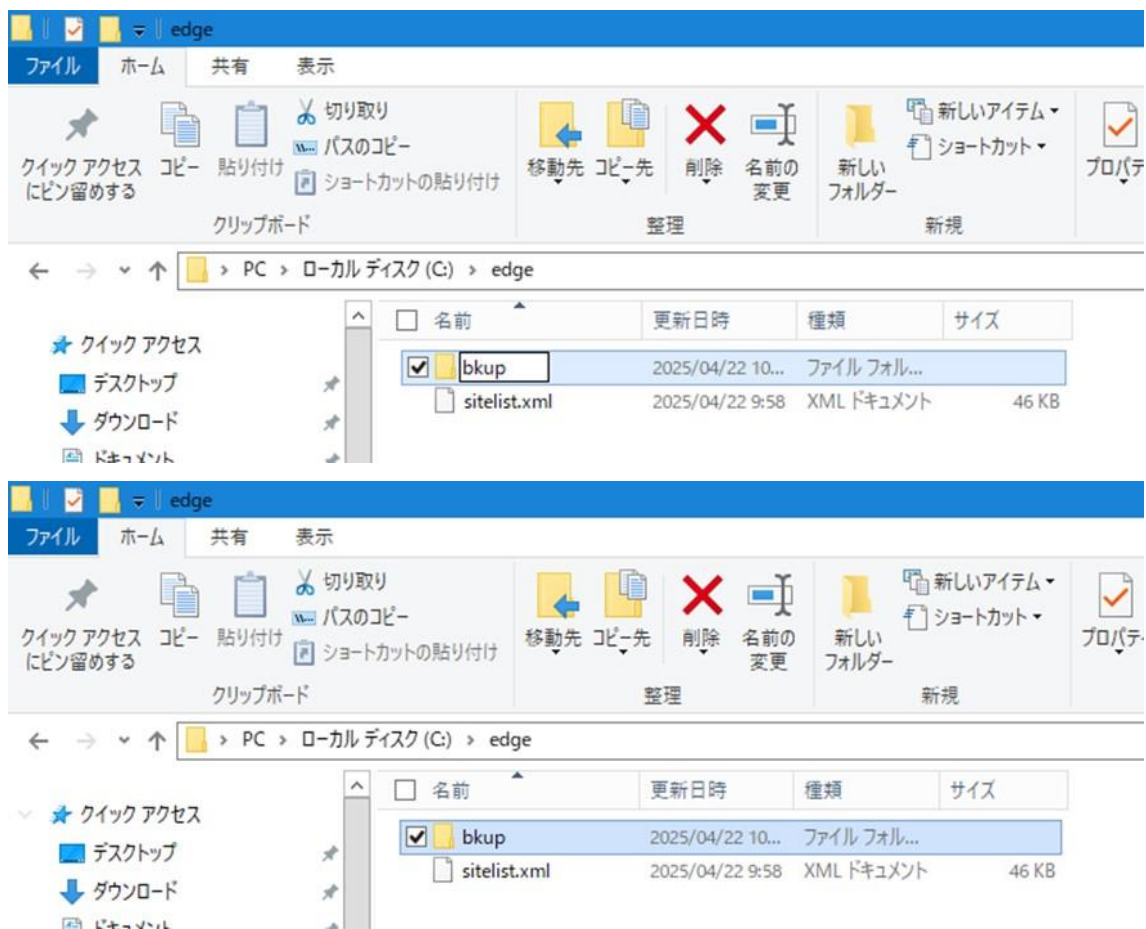 edge
ファイル ホーム 共有 表示
クイック アクセス
にピン留めする
コピー
貼り付け
切り取り
パスのコピー
ショートカットの貼り付け
クリップボード
移動先
コピー先
削除
名前の
変更
整理
新しい
フォルダー
新しいアイテム
ショートカット
新規
プロパテ
PC › ローカル ディスク (C:) › edge
クイック アクセス
デスクトップ
ダウンロード
ドキュメント
名前 更新日時 種類 サイズ
bkup 2025/04/22 10... ファイル フォル...
sitelist.xml 2025/04/22 9:58 XML ドキュメント 46 KB
edge
ファイル ホーム 共有 表示
クイック アクセス
にピン留めする
コピー
貼り付け
切り取り
パスのコピー
ショートカットの貼り付け
クリップボード
移動先
コピー先
削除
名前の
変更
整理
新しい
フォルダー
新しいアイテム
ショートカット
新規
プロパテ
PC › ローカル ディスク (C:) › edge
クイック アクセス
デスクトップ
ダウンロード
ドキュメント
名前 更新日時 種類 サイズ
bkup 2025/04/22 10... ファイル フォル...
sitelist.xml 2025/04/22 9:58 XML ドキュメント 46 KB